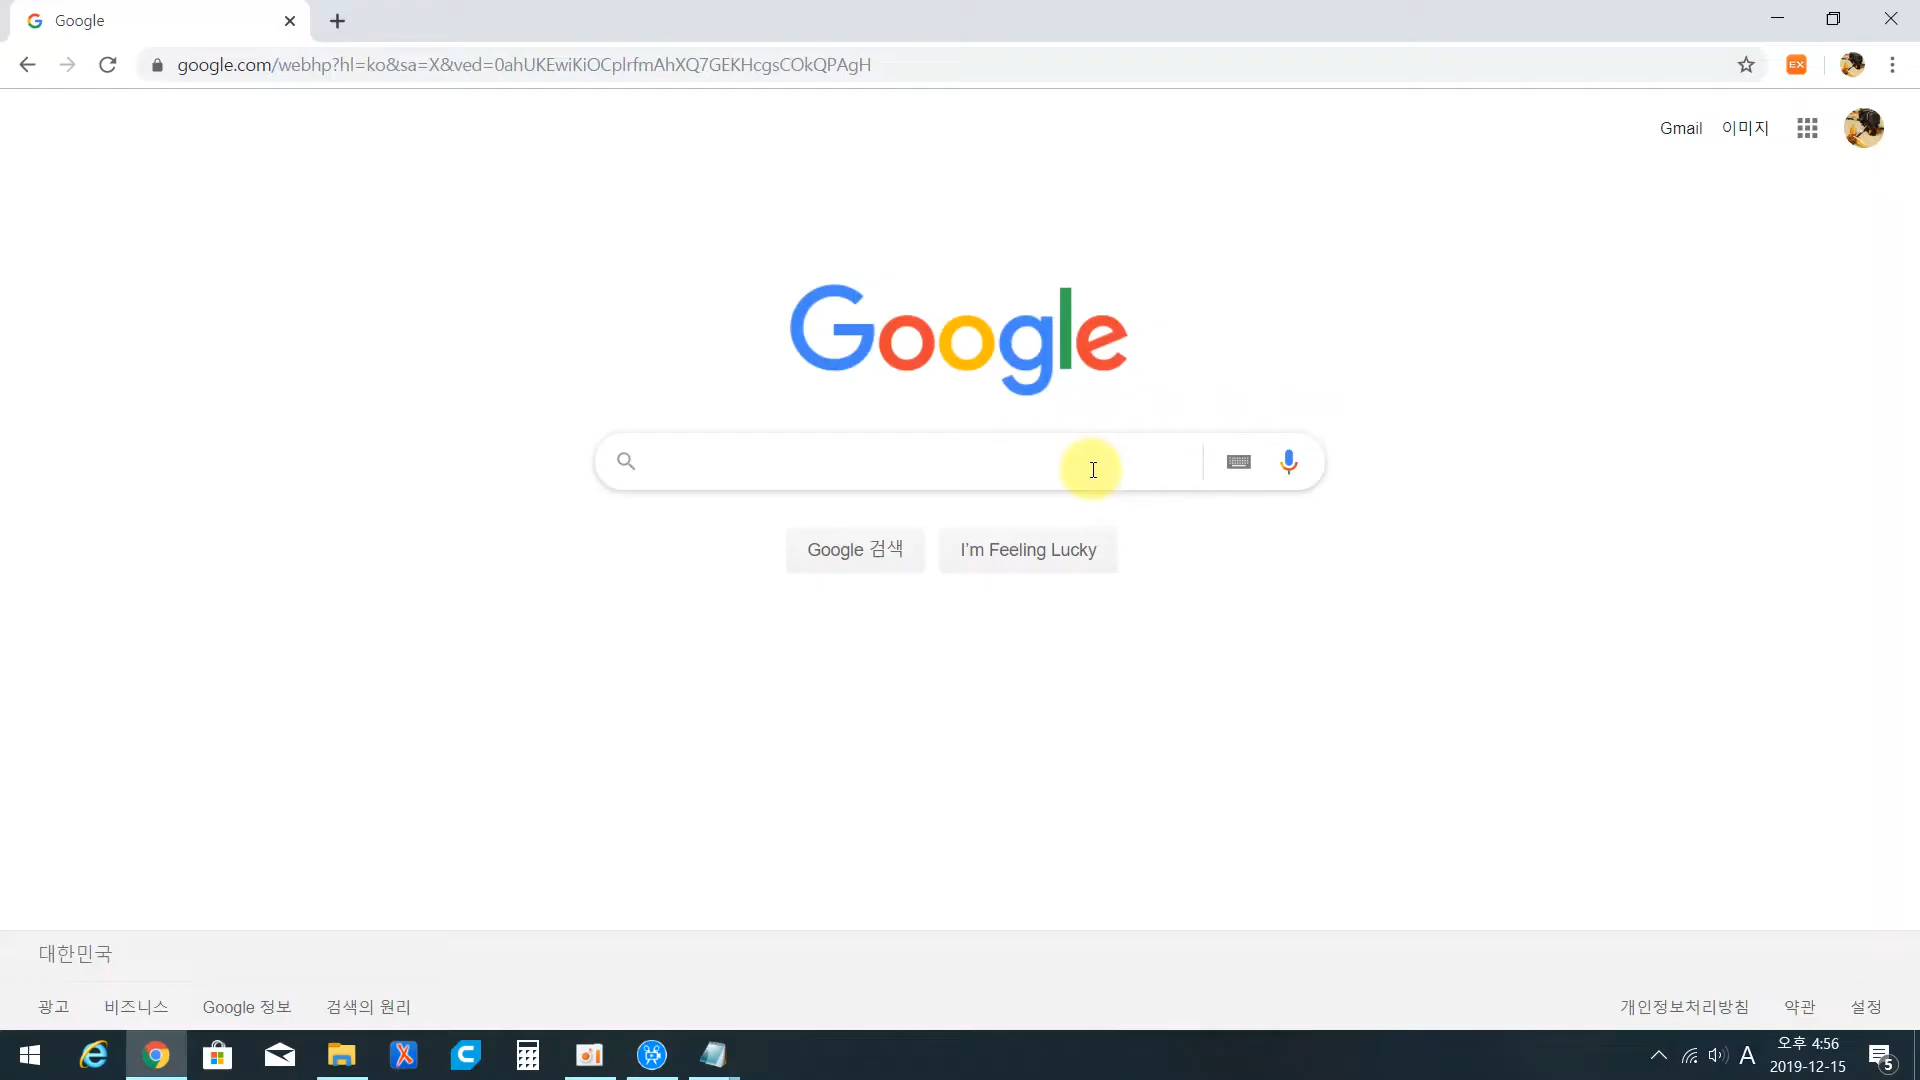 Google
google.com/webhp?hl=ko&sa=X&ved=0ahUKEwiKiOCplrfmAhXQ7GEKHcgsCOkQPAgH
EX
Gmail 이미지
Google
Google 검색 I'm Feeling Lucky
대한민국
광고 비즈니스 Google 정보 검색의 원리
개인정보처리방침 약관 설정
A
오후 4:56
2019-12-15
5